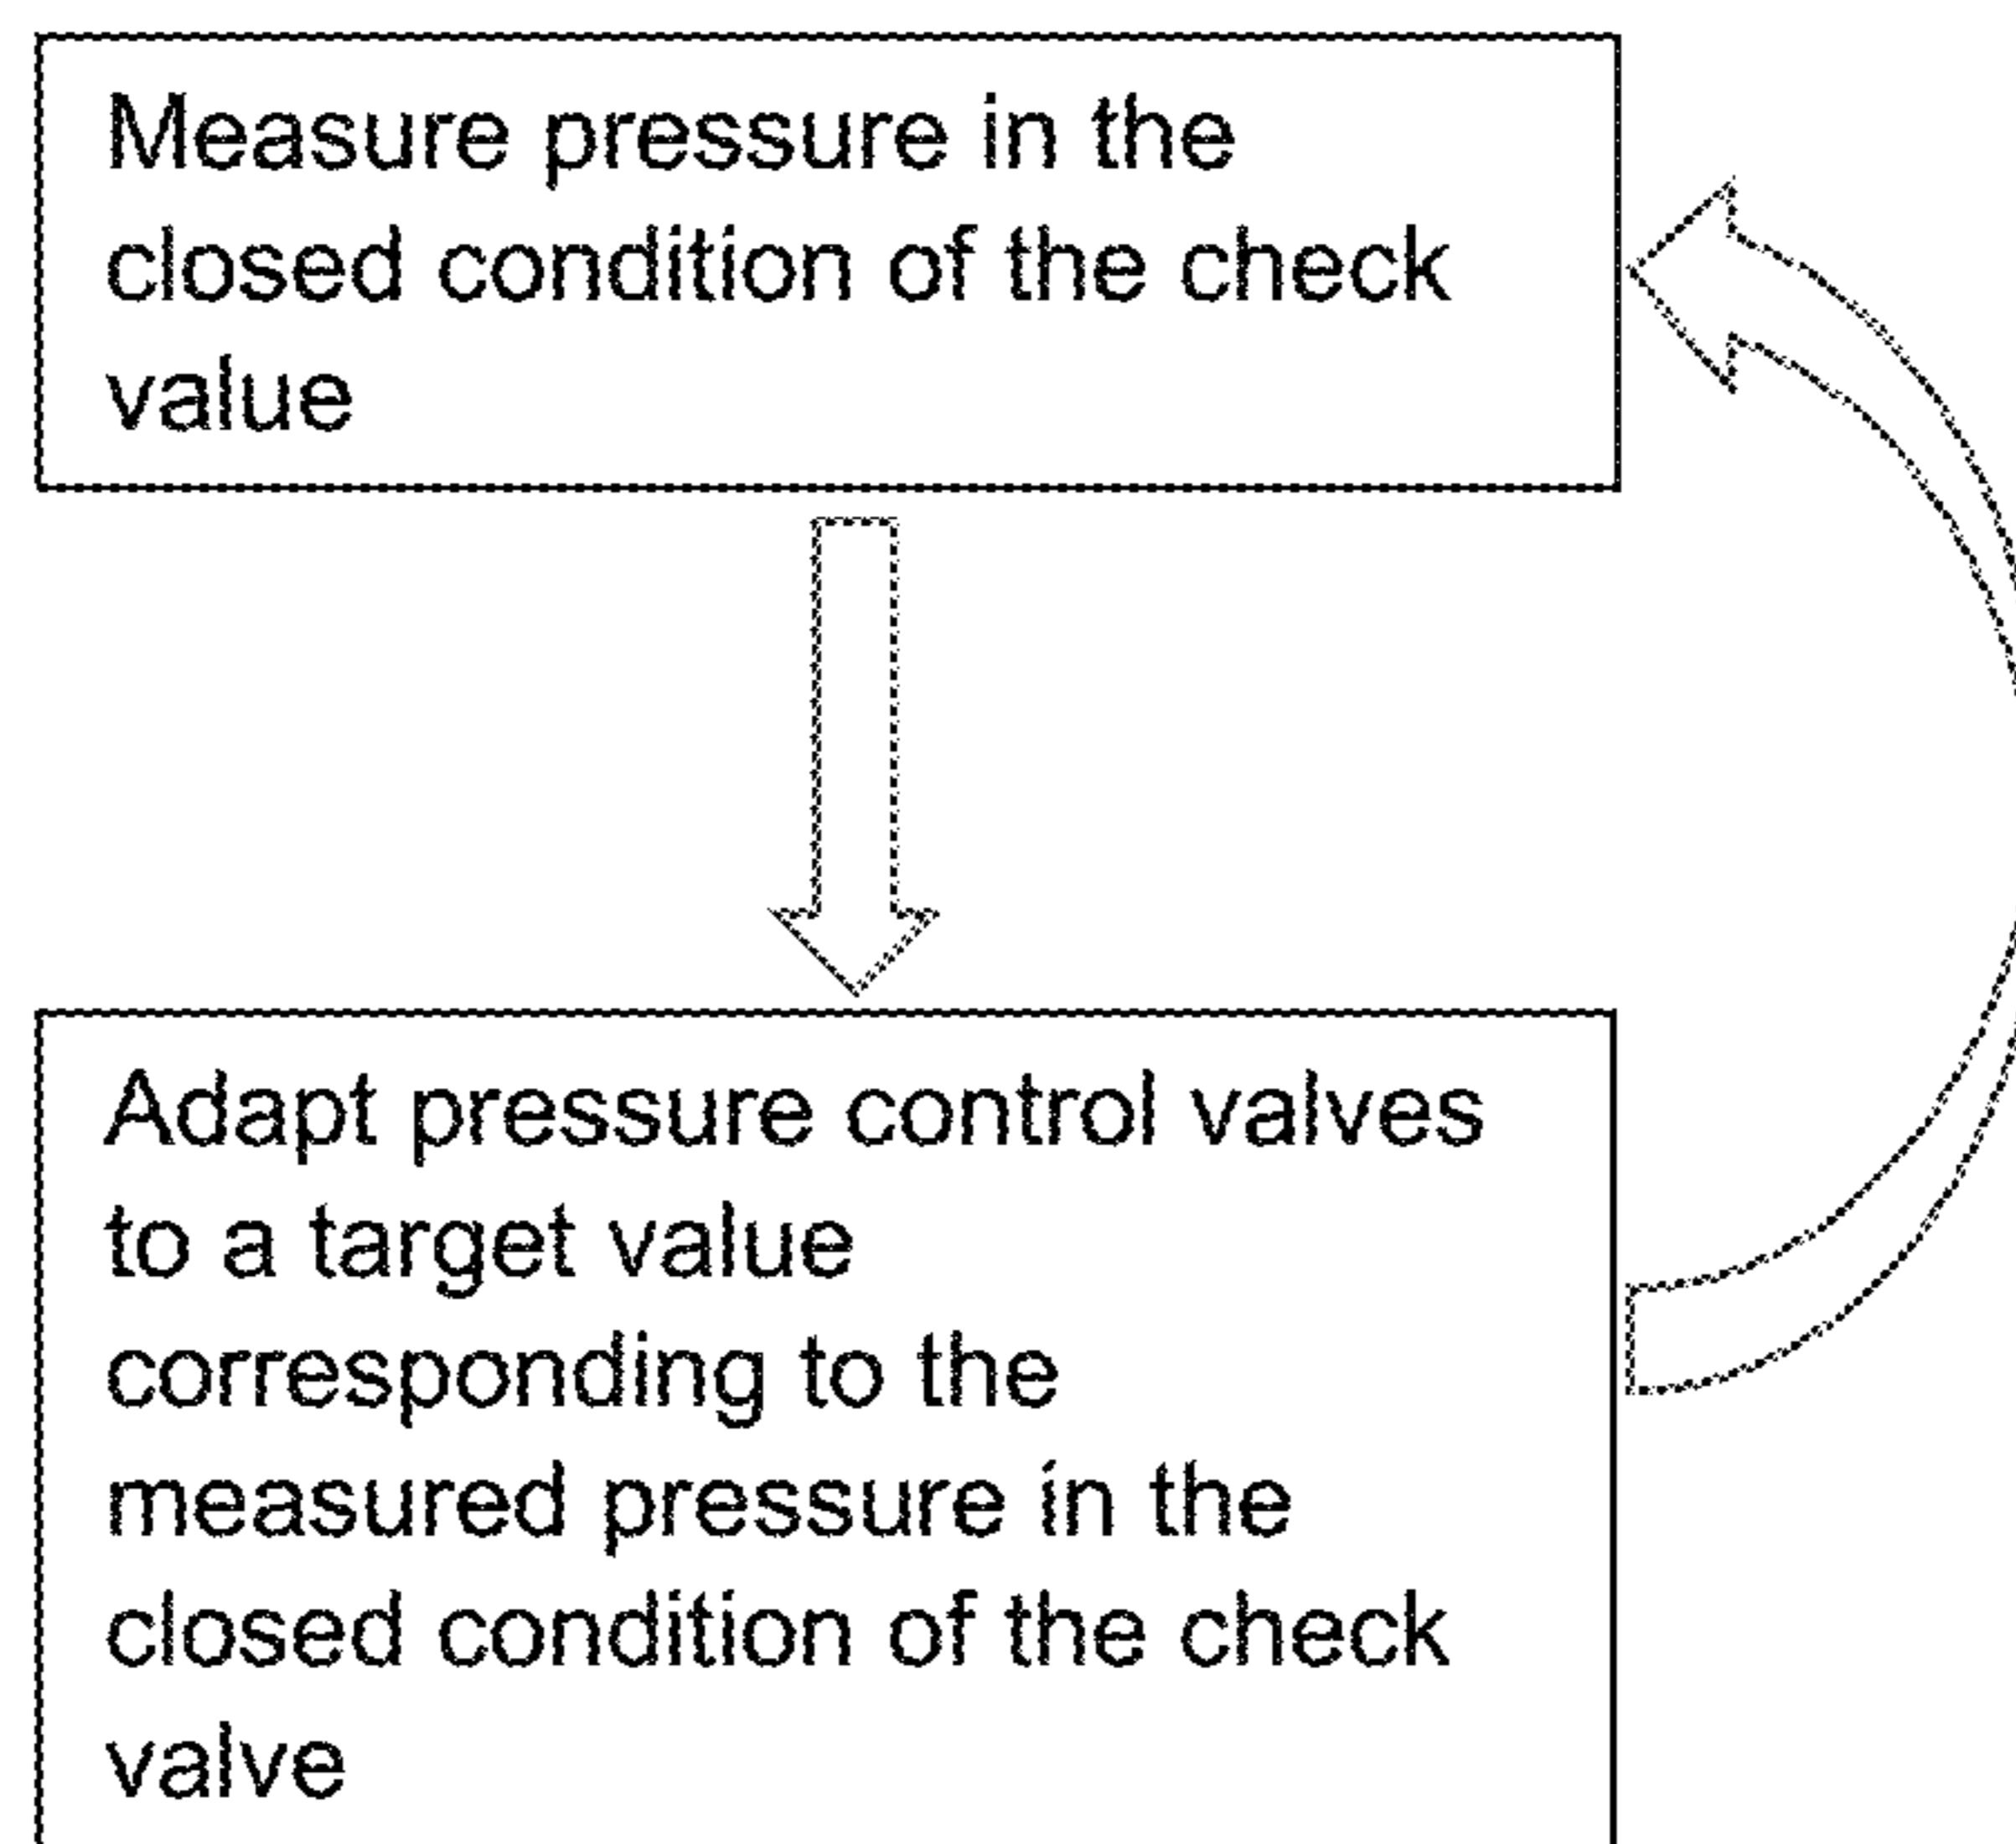 Measure pressure in the
closed condition of the check
value
Adapt pressure control valves
to a target value
corresponding to the
measured pressure in the
closed condition of the check
valve